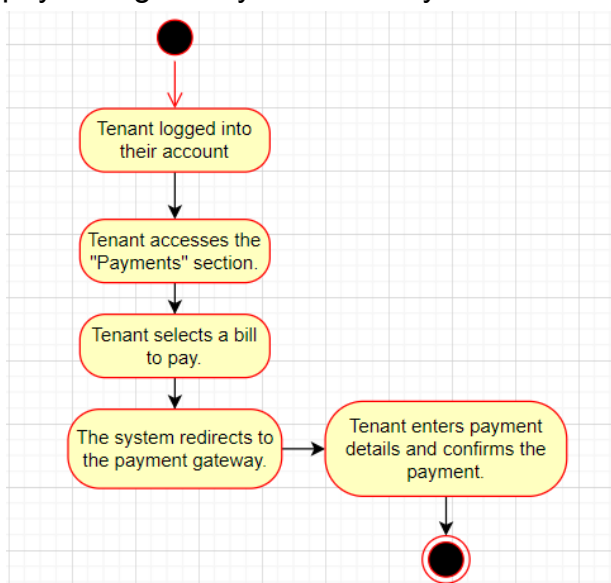 Tenant logged into
their account
Tenant accesses the
"Payments" section.
Tenant selects a bill
to pay.
The system redirects to
the payment gateway.
Tenant enters payment
details and confirms the
payment.